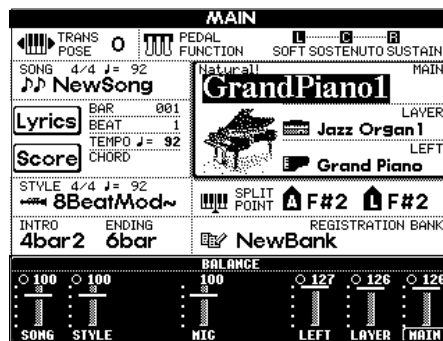 MAIN
TRANS POSE 0
PEDAL FUNCTION
L C R
SOFT SOSTENUTO SUSTAIN
SONG 4/4 ♩= 92
NewSong
Natural! MAIN
GrandPiano1
Lyrics
BAR 001
BEAT 1
TEMPO ♩= 92
Score
CHORD
LAYER
Jazz Organ1
LEFT
Grand Piano
STYLE 4/4 ♩= 92
8BeatMod~
SPLIT POINT A F#2 L F#2
INTRO ENDING
4bar2 6bar
REGISTRATION BANK
NewBank
BALANCE
100 100 100 127 126 126
SONG STYLE MIC LEFT LAYER MAIN